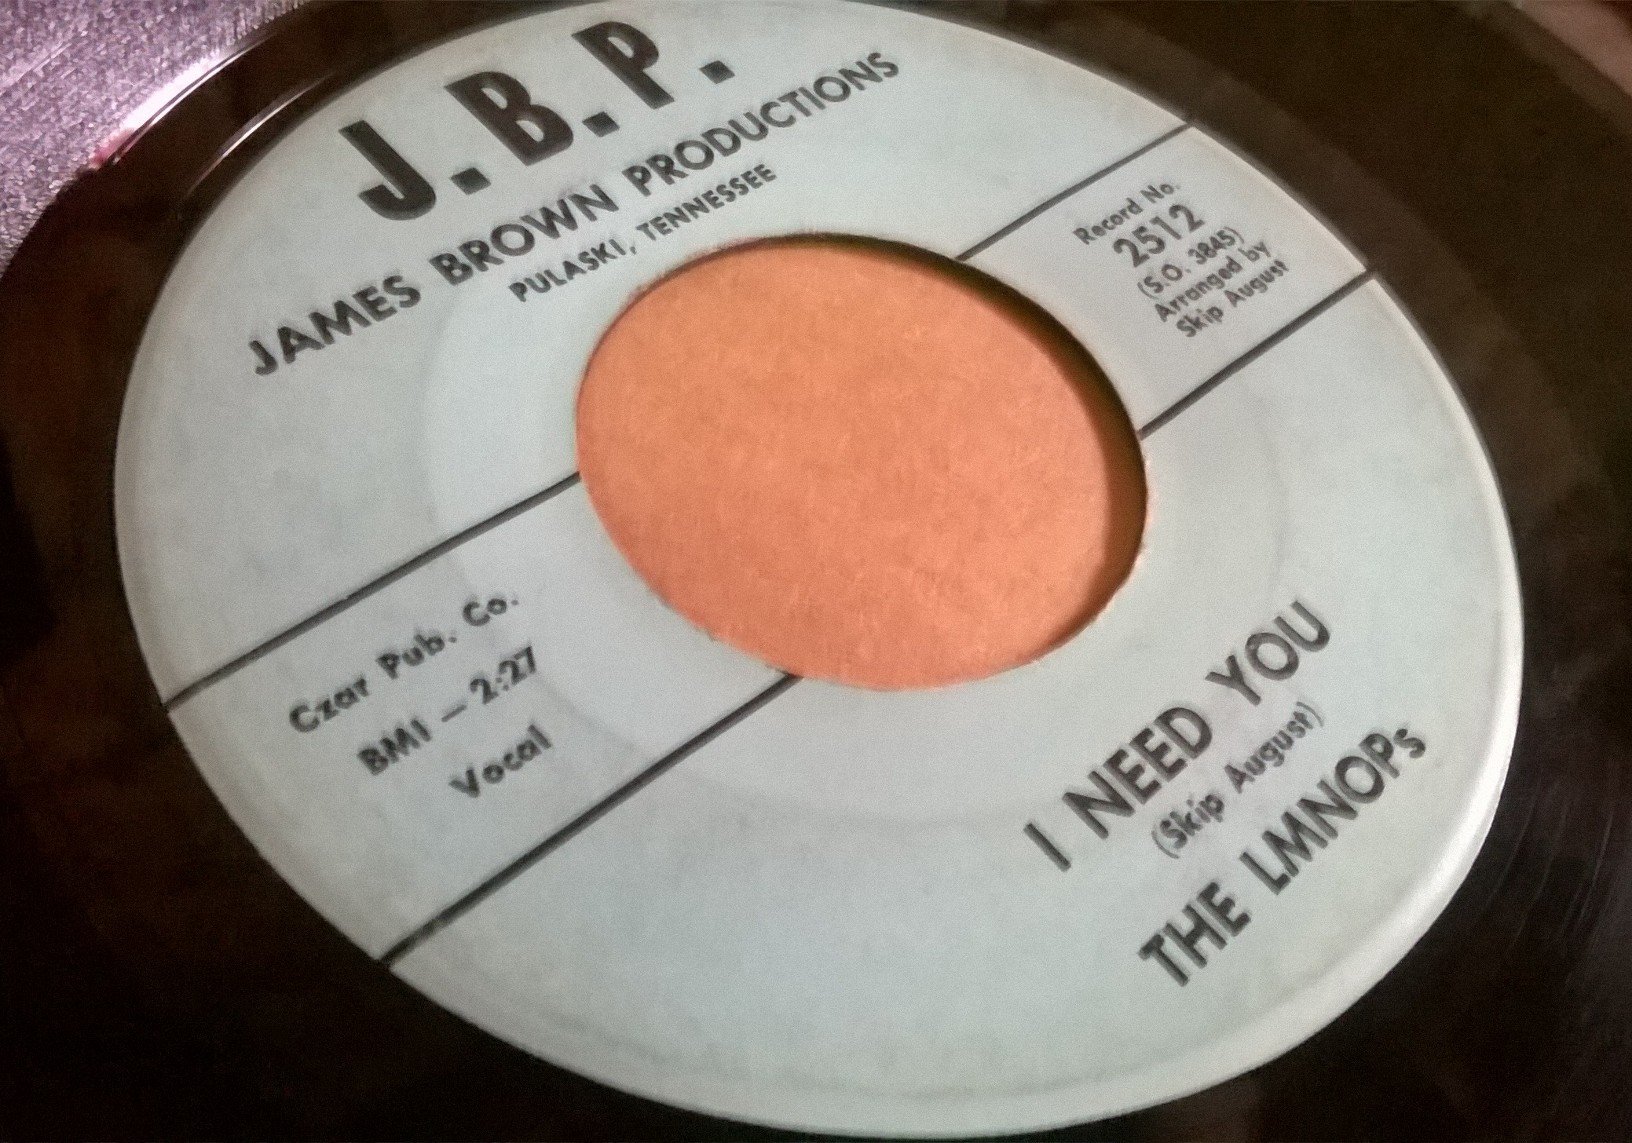 J.B.P.
JAMES BROWN PRODUCTIONS
PULASKI, TENNESSEE
Record No.
2512
(S.O. 3845)
Arranged by
Skip August
Czar Pub. Co.
BMI — 2:27
Vocal
I NEED YOU
(Skip August)
THE LMNOPs